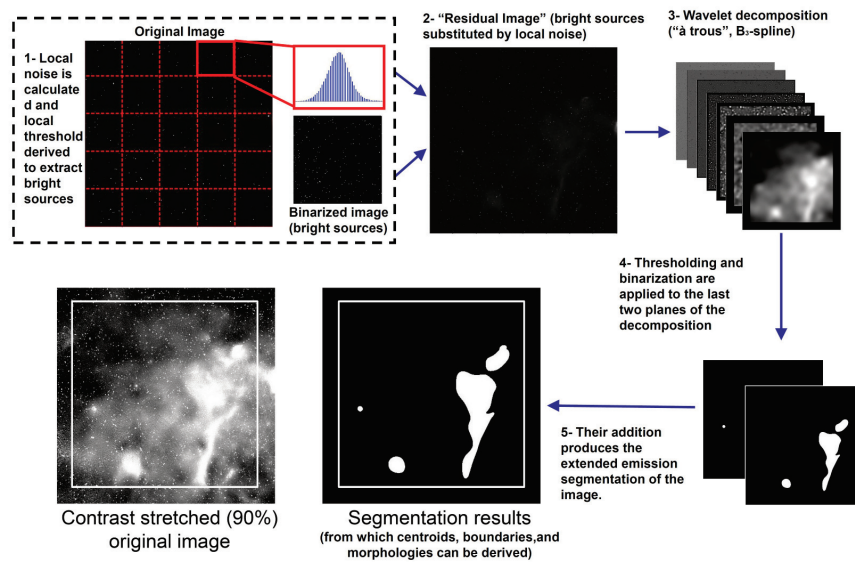 Original Image
1- Local
noise is
calculate
d and
local
threshold
derived
to extract
bright
sources
Binarized image
(bright sources)
2- “Residual Image” (bright sources
substituted by local noise)
3- Wavelet decomposition
(“à trous”, B₃-spline)
4- Thresholding and
binarization are
applied to the last
two planes of the
decomposition
5- Their addition
produces the
extended emission
segmentation of the
image.
Segmentation results
(from which centroids, boundaries,and
morphologies can be derived)
Contrast stretched (90%)
original image